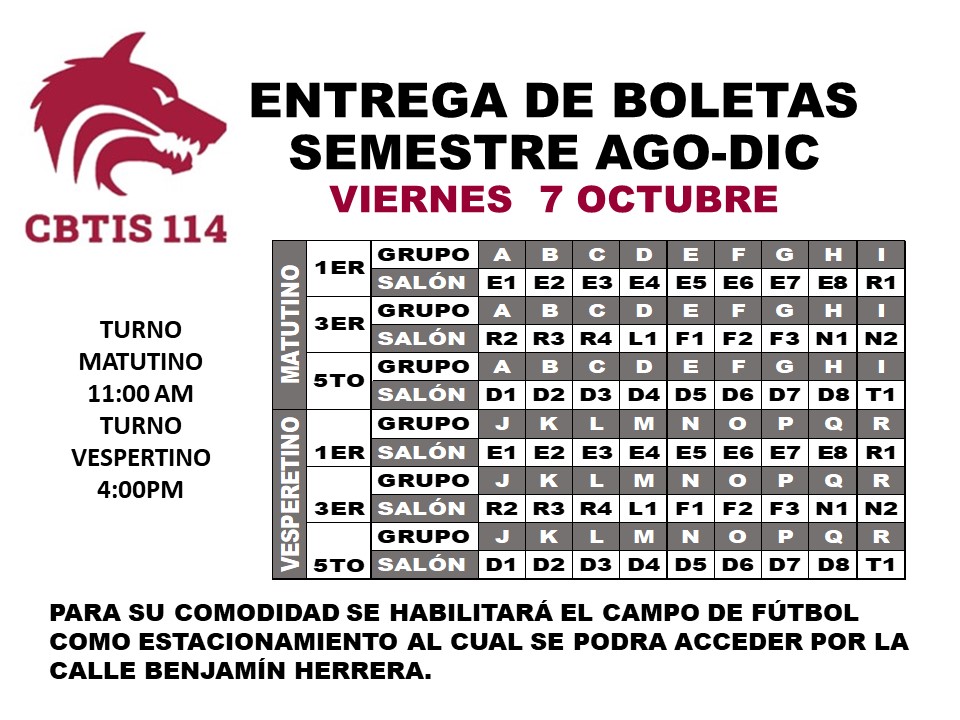 CBTIS 114
ENTREGA DE BOLETAS
SEMESTRE AGO-DIC
VIERNES 7 OCTUBRE
TURNO
MATUTINO
11:00 AM
TURNO
VESPERTINO
4:00PM
MATUTINO
1ER
GRUPO A B C D E F G H I
SALÓN E1 E2 E3 E4 E5 E6 E7 E8 R1
3ER
GRUPO A B C D E F G H I
SALÓN R2 R3 R4 L1 F1 F2 F3 N1 N2
5TO
GRUPO A B C D E F G H I
SALÓN D1 D2 D3 D4 D5 D6 D7 D8 T1
VESPERETINO
1ER
GRUPO J K L M N O P Q R
SALÓN E1 E2 E3 E4 E5 E6 E7 E8 R1
3ER
GRUPO J K L M N O P Q R
SALÓN R2 R3 R4 L1 F1 F2 F3 N1 N2
5TO
GRUPO J K L M N O P Q R
SALÓN D1 D2 D3 D4 D5 D6 D7 D8 T1
PARA SU COMODIDAD SE HABILITARÁ EL CAMPO DE FÚTBOL
COMO ESTACIONAMIENTO AL CUAL SE PODRA ACCEDER POR LA
CALLE BENJAMÍN HERRERA.